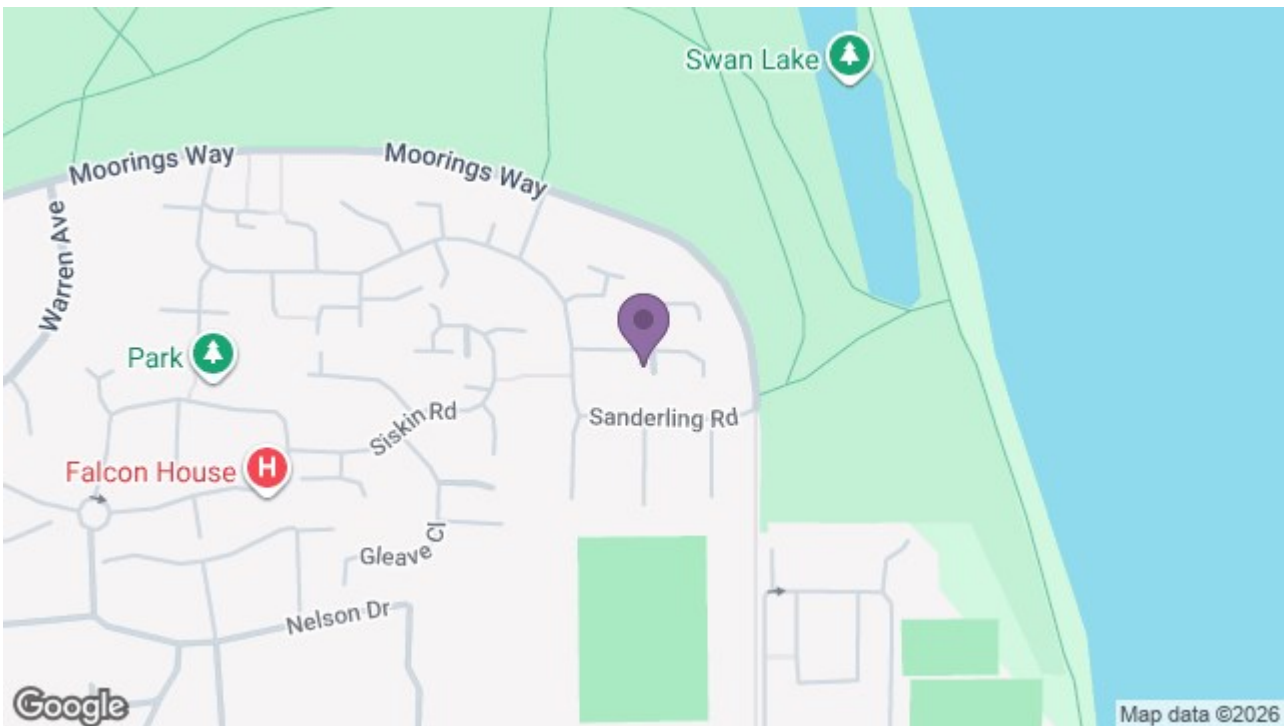 Swan Lake
Moorings Way
Moorings Way
Warren Ave
Park
Siskin Rd
Sanderling Rd
Falcon House
H
Gleave Cl
Nelson Dr
Google
Map data ©2026